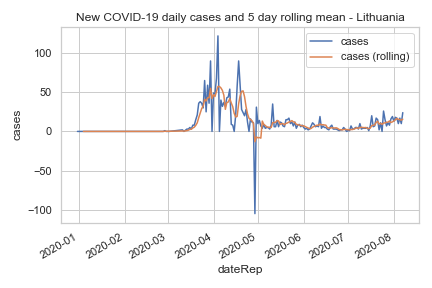 New COVID-19 daily cases and 5 day rolling mean - Lithuania
cases
cases (rolling)
100
50
0
−50
−100
cases
2020-01
2020-02
2020-03
2020-04
2020-05
2020-06
2020-07
2020-08
dateRep